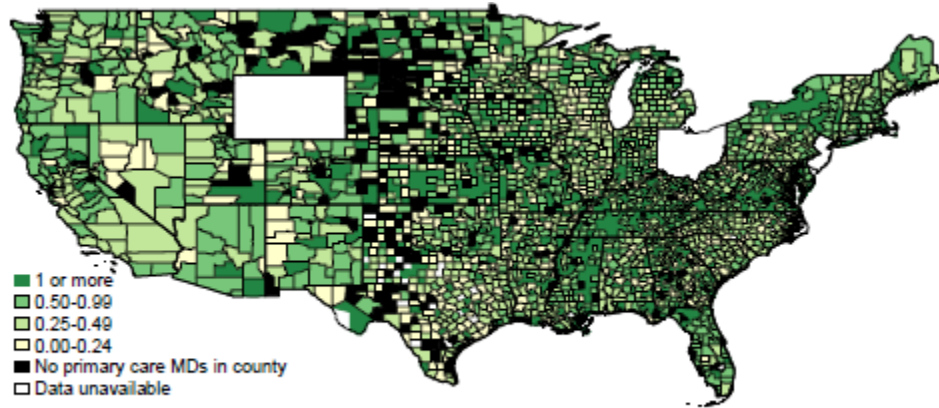 1 or more
0.50-0.99
0.25-0.49
0.00-0.24
No primary care MDs in county
Data unavailable